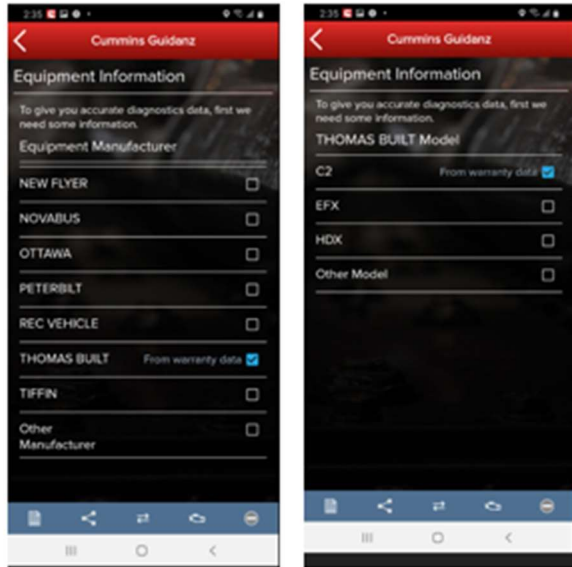 2:35
Cummins Guidanz
Equipment Information
To give you accurate diagnostics data, first we
need some information.
Equipment Manufacturer
NEW FLYER
NOVABUS
OTTAWA
PETERBILT
REC VEHICLE
THOMAS BUILT From warranty data
TIFFIN
Other
Manufacturer
2:35
Cummins Guidanz
Equipment Information
To give you accurate diagnostics data, first we
need some information.
THOMAS BUILT Model
C2 From warranty data
EFX
HDX
Other Model